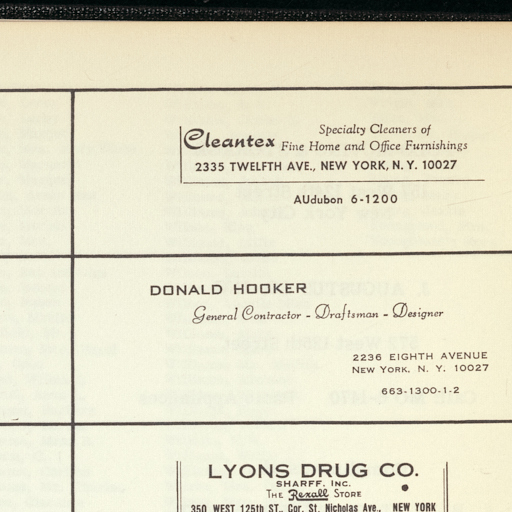 Cleantex Specialty Cleaners of
Fine Home and Office Furnishings
2335 TWELFTH AVE., NEW YORK, N. Y. 10027
AUdubon 6-1200
DONALD HOOKER
General Contractor - Draftsman - Designer
2236 EIGHTH AVENUE
NEW YORK, N. Y. 10027
663-1300-1-2
LYONS DRUG CO.
SHARFF, INC.
THE Rexall STORE
350 WEST 125th ST., Cor. St. Nicholas Ave., NEW YORK